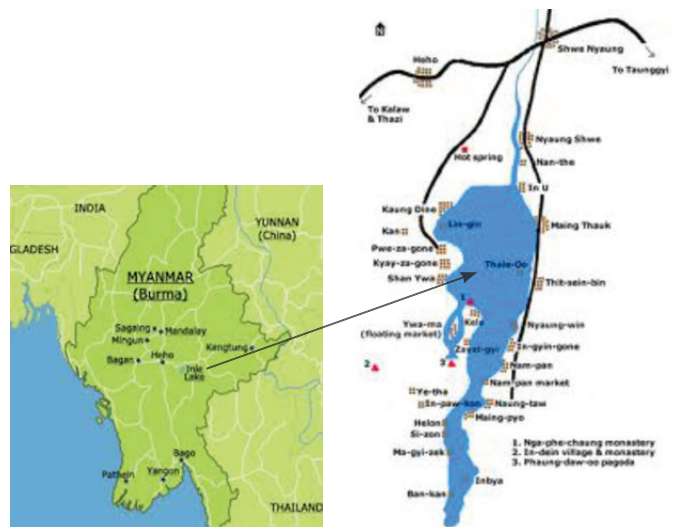 INDIA
YUNNAN
(China)
GLADESH
MYANMAR
(Burma)
Sagaing
Mandalay
Mingun
Bagan
Heho
Kengtung
Inle
Lake
Bago
Pathein
Yangon
THAILAND
N
Shwe Nyaung
Heho
To Taunggyi
To Kalaw
& Thazi
Nyaung Shwe
Hot spring
Nan-the
In U
Kaung Dine
Lin-gin
Kan
Maing Thauk
Pwe-za-gone
Kyay-za-gone
Thale-Oo
Shan Ywa
Thit-sein-bin
1
Kela
Ywa-ma
(floating market)
Nyaung-win
Zayat-gyi
In-gyin-gone
2
3
Nam-pan
Nam-pan market
Ye-tha
In-paw-kon
Naung-taw
Maing-pyo
Helon
Si-zon
1. Nga-phe-chaung monastery
2. In-dein village & monastery
3. Phaung-daw-oo pagoda
Ma-gyi-aek
Inbya
Ban-kan